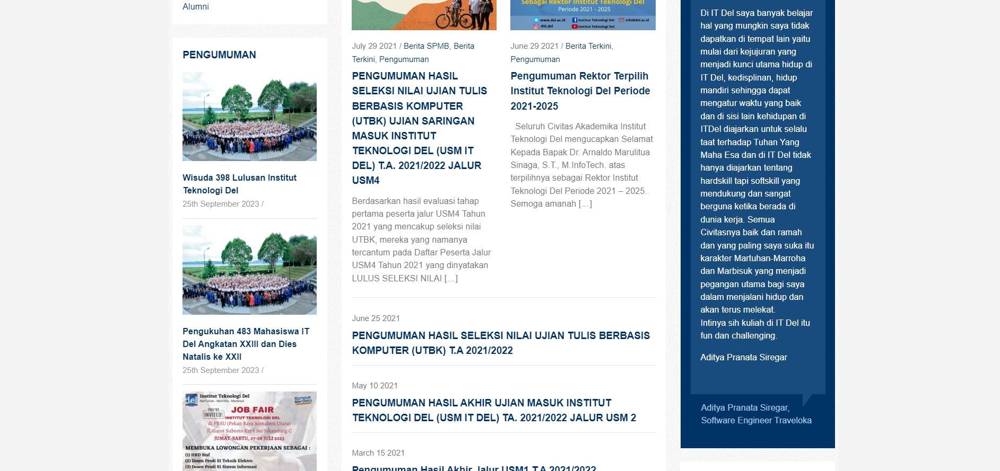 Alumni
PENGUMUMAN
Wisuda 398 Lulusan Institut
Teknologi Del
25th September 2023 /
Pengukuhan 483 Mahasiswa IT
Del Angkatan XXIII dan Dies
Natalis ke XXII
25th September 2023 /
del
Institut Teknologi Del
MarTuhan - Marroha - Marbisuk
Kampus
Merdeka
YOU'RE
INVITED!
JOB FAIR
INSTITUT TEKNOLOGI DEL
di PRSU (Pekan Raya Sumatera Utara)
Jl. Gatot Subroto Km 5 Sei Sikambing C
JUMAT-SABTU, 07-08 JULI 2023
MEMBUKA LOWONGAN PEKERJAAN SEBAGAI :
(1) HRD Staf
(2) Dosen Prodi S1 Teknik Elektro
(3) Dosen Prodi S1 Sistem Informasi
July 29 2021 / Berita SPMB, Berita
Terkini, Pengumuman
PENGUMUMAN HASIL
SELEKSI NILAI UJIAN TULIS
BERBASIS KOMPUTER
(UTBK) UJIAN SARINGAN
MASUK INSTITUT
TEKNOLOGI DEL (USM IT
DEL) T.A. 2021/2022 JALUR
USM4
Berdasarkan hasil evaluasi tahap
pertama peserta jalur USM4 Tahun
2021 yang mencakup seleksi nilai
UTBK, mereka yang namanya
tercantum pada Daftar Peserta Jalur
USM4 Tahun 2021 yang dinyatakan
LULUS SELEKSI NILAI […]
Sebagai Rektor Institut Teknologi Del
Periode 2021 - 2025
www.del.ac.id Institut Teknologi Del info@del.ac.id
@it.del Institut Teknologi Del
June 29 2021 / Berita Terkini,
Pengumuman
Pengumuman Rektor Terpilih
Institut Teknologi Del Periode
2021-2025
Seluruh Civitas Akademika Institut
Teknologi Del mengucapkan Selamat
Kepada Bapak Dr. Arnaldo Marulitua
Sinaga, S.T., M.InfoTech. atas
terpilihnya sebagai Rektor Institut
Teknologi Del Periode 2021 – 2025.
Semoga amanah […]
June 25 2021
PENGUMUMAN HASIL SELEKSI NILAI UJIAN TULIS BERBASIS
KOMPUTER (UTBK) T.A 2021/2022
May 10 2021
PENGUMUMAN HASIL AKHIR UJIAN MASUK INSTITUT
TEKNOLOGI DEL (USM IT DEL) TA. 2021/2022 JALUR USM 2
March 15 2021
Pengumuman Hasil Akhir Jalur USM1 T.A 2021/2022
Di IT Del saya banyak belajar
hal yang mungkin saya tidak
dapatkan di tempat lain yaitu
mulai dari kejujuran yang
menjadi kunci utama hidup di
IT Del, kedisplinan, hidup
mandiri sehingga dapat
mengatur waktu yang baik
dan di sisi lain kehidupan di
ITDel diajarkan untuk selalu
taat terhadap Tuhan Yang
Maha Esa dan di IT Del tidak
hanya diajarkan tentang
hardskill tapi softskill yang
mendukung dan sangat
berguna ketika berada di
dunia kerja. Semua
Civitasnya baik dan ramah
dan yang paling saya suka itu
karakter Martuhan-Marroha
dan Marbisuk yang menjadi
pegangan utama bagi saya
dalam menjalani hidup dan
akan terus melekat.
Intinya sih kuliah di IT Del itu
fun dan challenging.
Aditya Pranata Siregar
Aditya Pranata Siregar,
Software Engineer Traveloka